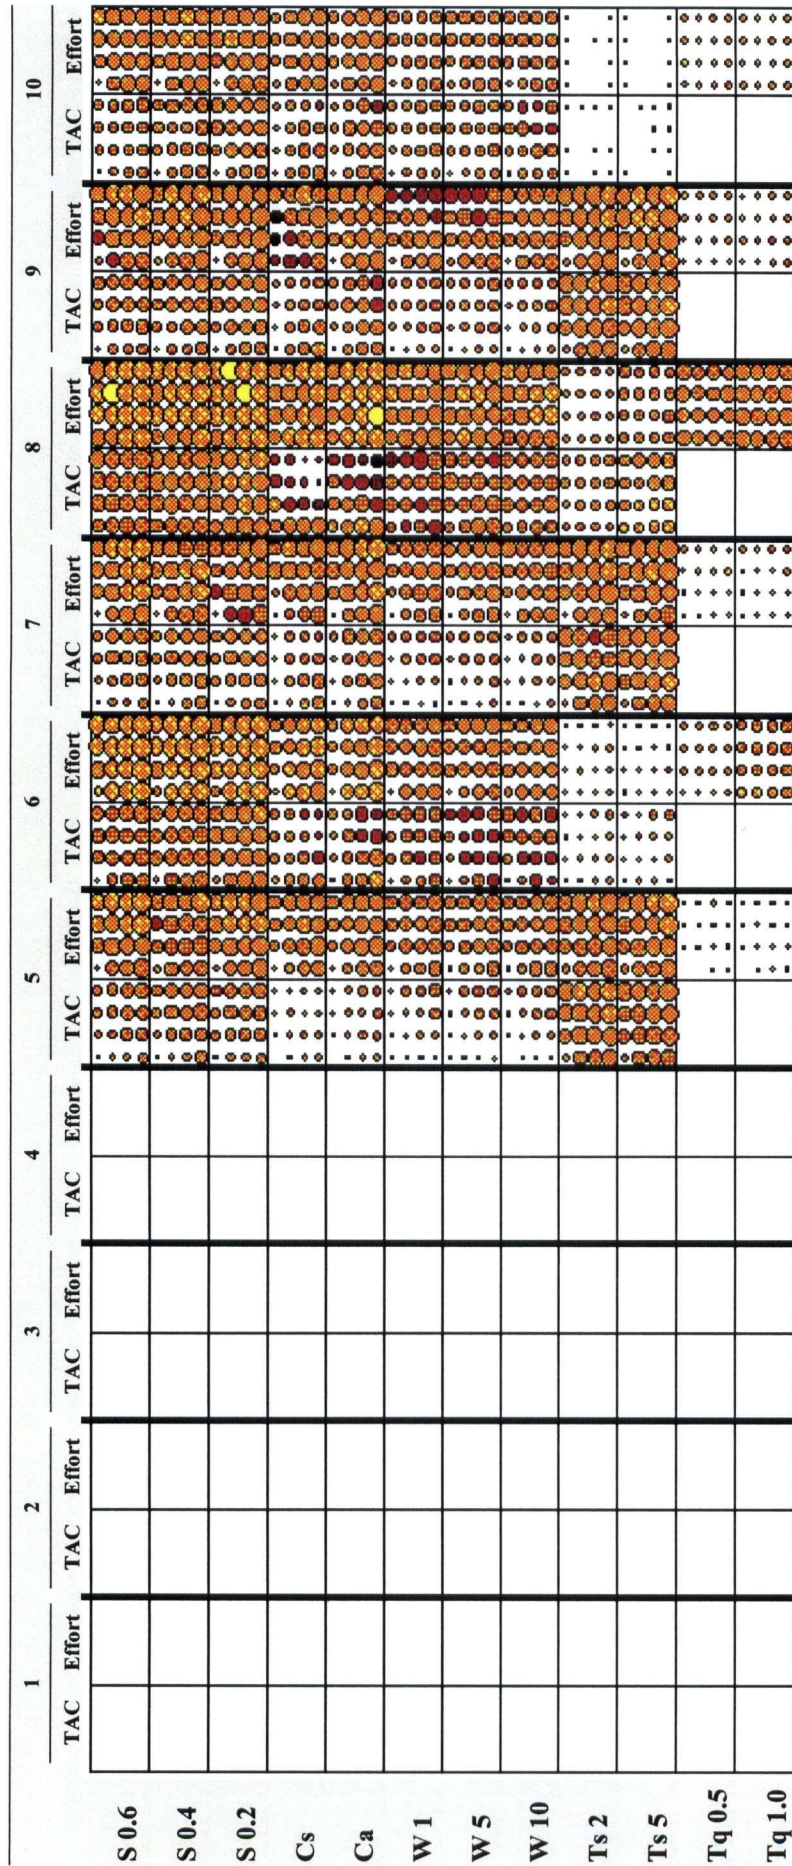 1 2 3 4 5 6 7 8 9 10
TAC Effort TAC Effort TAC Effort TAC Effort TAC Effort TAC Effort TAC Effort TAC Effort TAC Effort TAC Effort
S 0.6
S 0.4
S 0.2
Cs
Ca
W 1
W 5
W 10
Ts 2
Ts 5
Tq 0.5
Tq 1.0